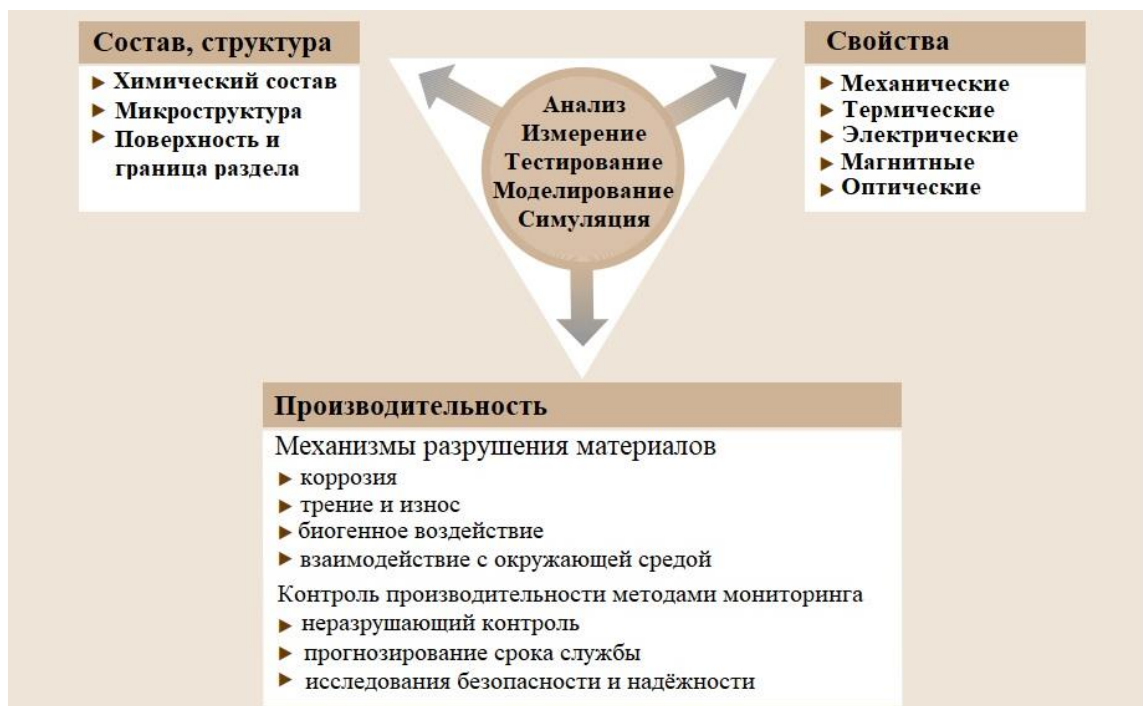 Состав, структура
Химический состав
Микроструктура
Поверхность и
граница раздела
Анализ
Измерение
Тестирование
Моделирование
Симуляция
Свойства
Механические
Термические
Электрические
Магнитные
Оптические
Производительность
Механизмы разрушения материалов
коррозия
трение и износ
биогенное воздействие
взаимодействие с окружающей средой
Контроль производительности методами мониторинга
неразрушающий контроль
прогнозирование срока службы
исследования безопасности и надёжности